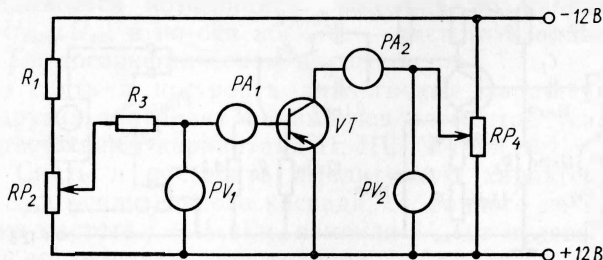 −12 В
R₁
R₃
PA₁
PA₂
VT
RP₂
PV₁
PV₂
RP₄
+12 В